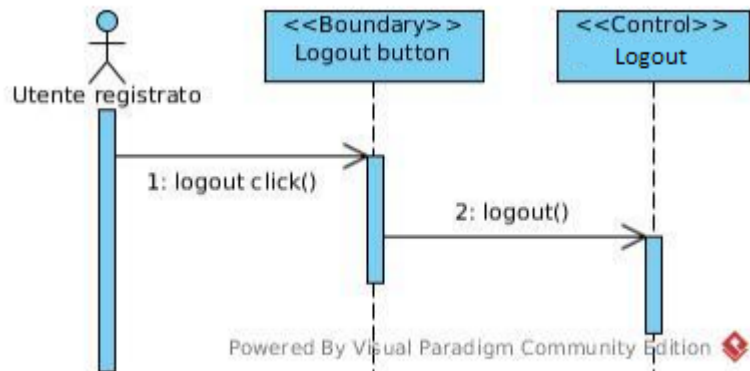 <<Boundary>>
Logout button
<<Control>>
Logout
Utente registrato
1: logout click()
2: logout()
Powered By Visual Paradigm Community Edition